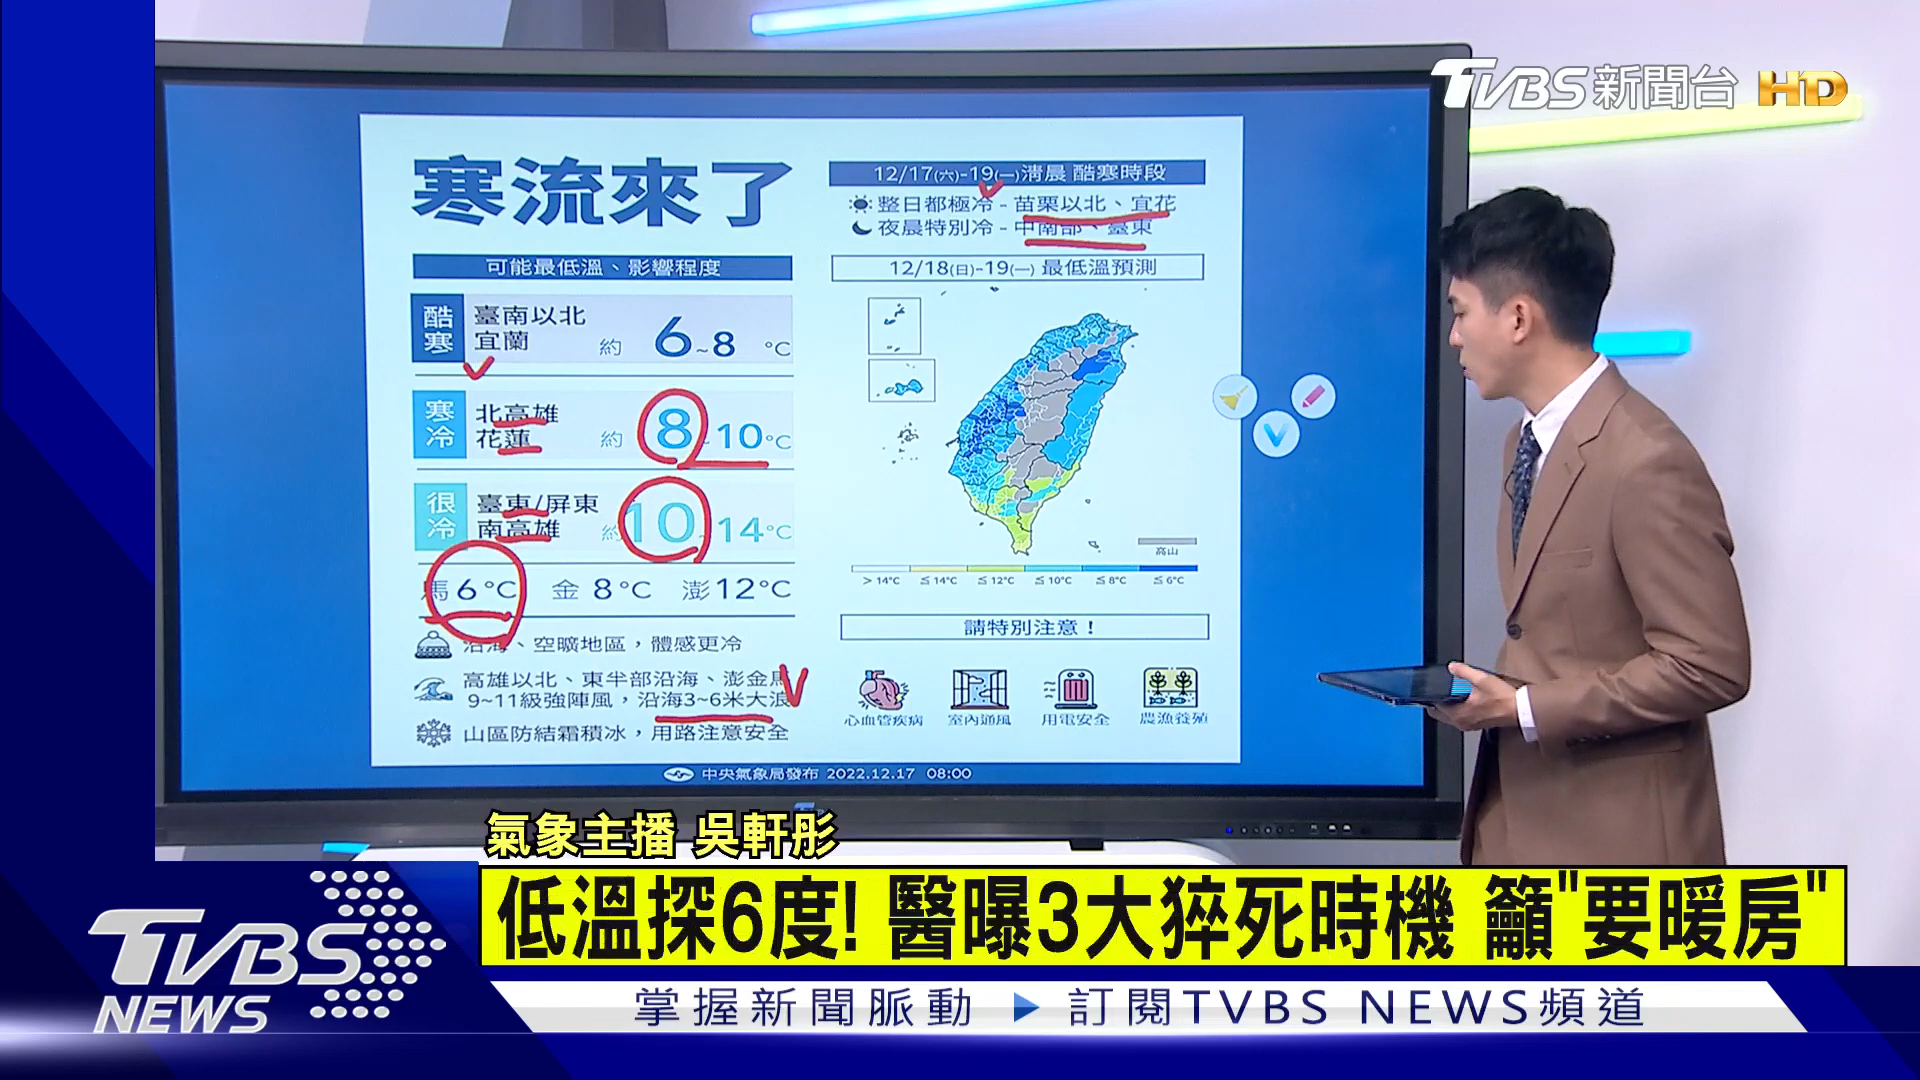 TVBS新聞台 HD
寒流來了
可能最低溫、影響程度
酷寒
臺南以北
宜蘭
約 6~8 °C
寒冷
北高雄
花蓮
約 8~10°C
很冷
臺東/屏東
南高雄
約10~14°C
馬6°C 金8°C 澎12°C
沿海、空曠地區，體感更冷
高雄以北、東半部沿海、澎金馬
9~11級強陣風，沿海3~6米大浪
山區防結霜積冰，用路注意安全
12/17(六)-19(一)清晨 酷寒時段
整日都極冷-苗栗以北、宜花
夜晨特別冷-中南部、臺東
12/18(日)-19(一) 最低溫預測
高山
>14°C ≤14°C ≤12°C ≤10°C ≤8°C ≤6°C
請特別注意！
心血管疾病 室內通風 用電安全 農漁養殖
中央氣象局發布 2022.12.17 08:00
氣象主播 吳軒彤
低溫探6度! 醫曝3大猝死時機 籲"要暖房"
TVBS
NEWS
掌握新聞脈動 ▶ 訂閱TVBS NEWS頻道